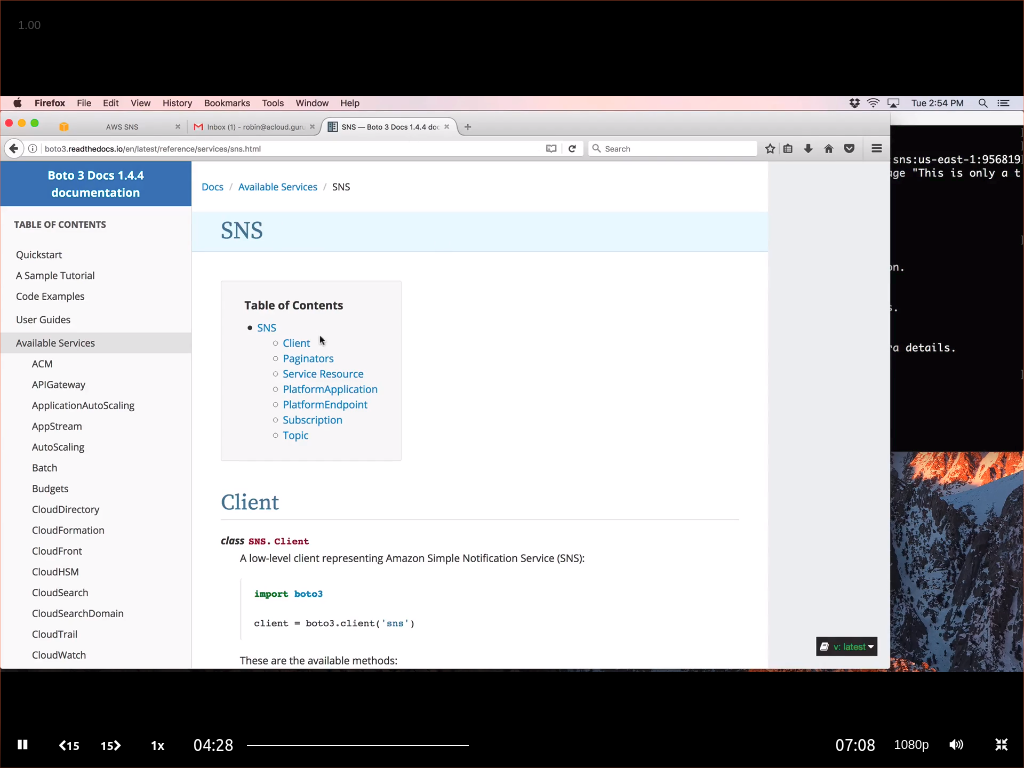 1.00
Firefox File Edit View History Bookmarks Tools Window Help
Tue 2:54 PM
AWS SNS
Inbox (1) - robin@acloud.gur
SNS — Boto 3 Docs 1.4.4 do
boto3.readthedocs.io/en/latest/reference/services/sns.html
Search
Boto 3 Docs 1.4.4
documentation
TABLE OF CONTENTS
Quickstart
A Sample Tutorial
Code Examples
User Guides
Available Services
ACM
APIGateway
ApplicationAutoScaling
AppStream
AutoScaling
Batch
Budgets
CloudDirectory
CloudFormation
CloudFront
CloudHSM
CloudSearch
CloudSearchDomain
CloudTrail
CloudWatch
Docs / Available Services / SNS
SNS
Table of Contents
SNS
Client
Paginators
Service Resource
PlatformApplication
PlatformEndpoint
Subscription
Topic
Client
class SNS.Client
A low-level client representing Amazon Simple Notification Service (SNS):
import boto3
client = boto3.client('sns')
These are the available methods:
v: latest
sns:us-east-1:956819
ge "This is only a t
on.
s.
a details.
15 15 1x 04:28 07:08 1080p